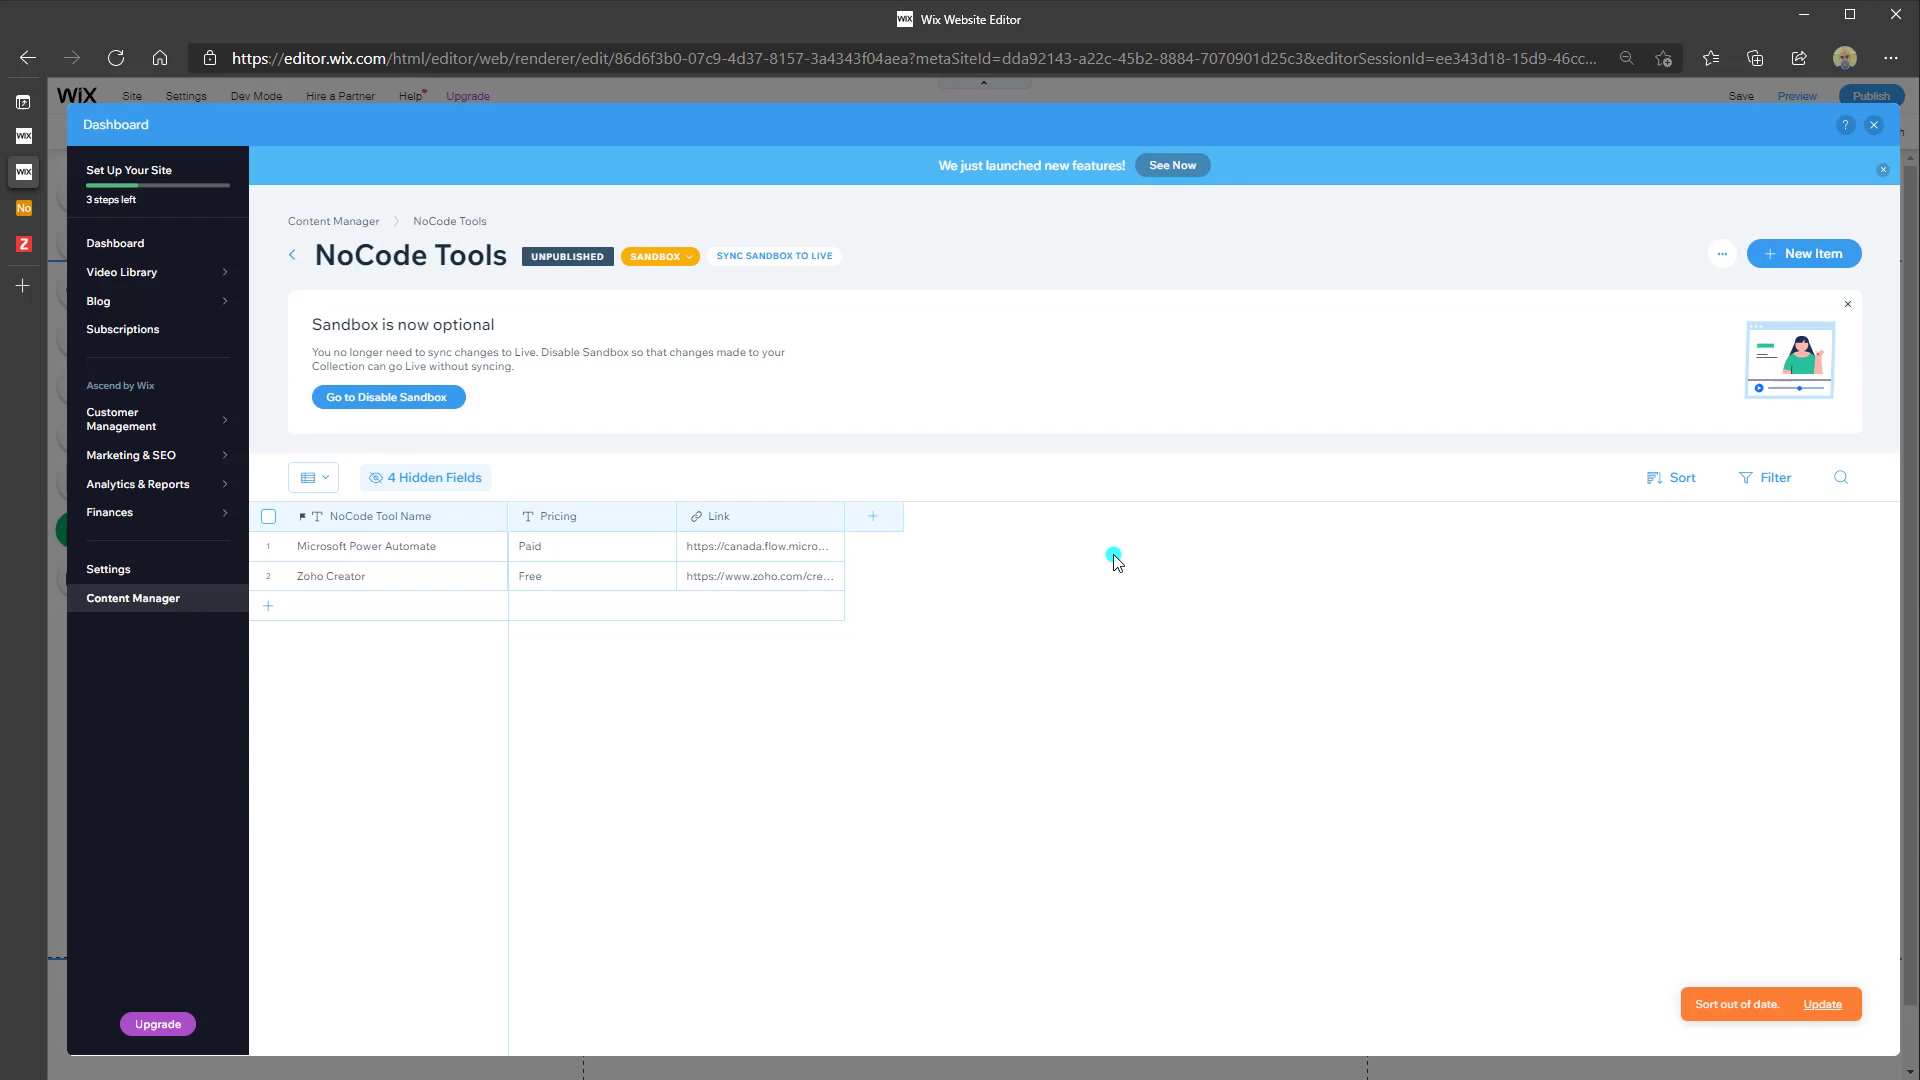 Wix Website Editor
https://editor.wix.com/html/editor/web/renderer/edit/86d6f3b0-07c9-4d37-8157-3a4343f04aea?metaSiteId=dda92143-a22c-45b2-8884-7070901d25c3&editorSessionId=ee343d18-15d9-46cc...
WIX Site Settings Dev Mode Hire a Partner Help Upgrade Save Preview Publish
Dashboard
Set Up Your Site
3 steps left
We just launched new features! See Now
Content Manager NoCode Tools
NoCode Tools UNPUBLISHED SANDBOX SYNC SANDBOX TO LIVE ... + New Item
Dashboard
Video Library
Blog
Subscriptions
Ascend by Wix
Customer
Management
Marketing & SEO
Analytics & Reports
Finances
Settings
Content Manager
Upgrade
Sandbox is now optional
You no longer need to sync changes to Live. Disable Sandbox so that changes made to your
Collection can go Live without syncing.
Go to Disable Sandbox
4 Hidden Fields Sort Filter
NoCode Tool Name Pricing Link
1 Microsoft Power Automate Paid https://canada.flow.micro...
2 Zoho Creator Free https://www.zoho.com/cre...
Sort out of date. Update
WIX
WIX
No
Z